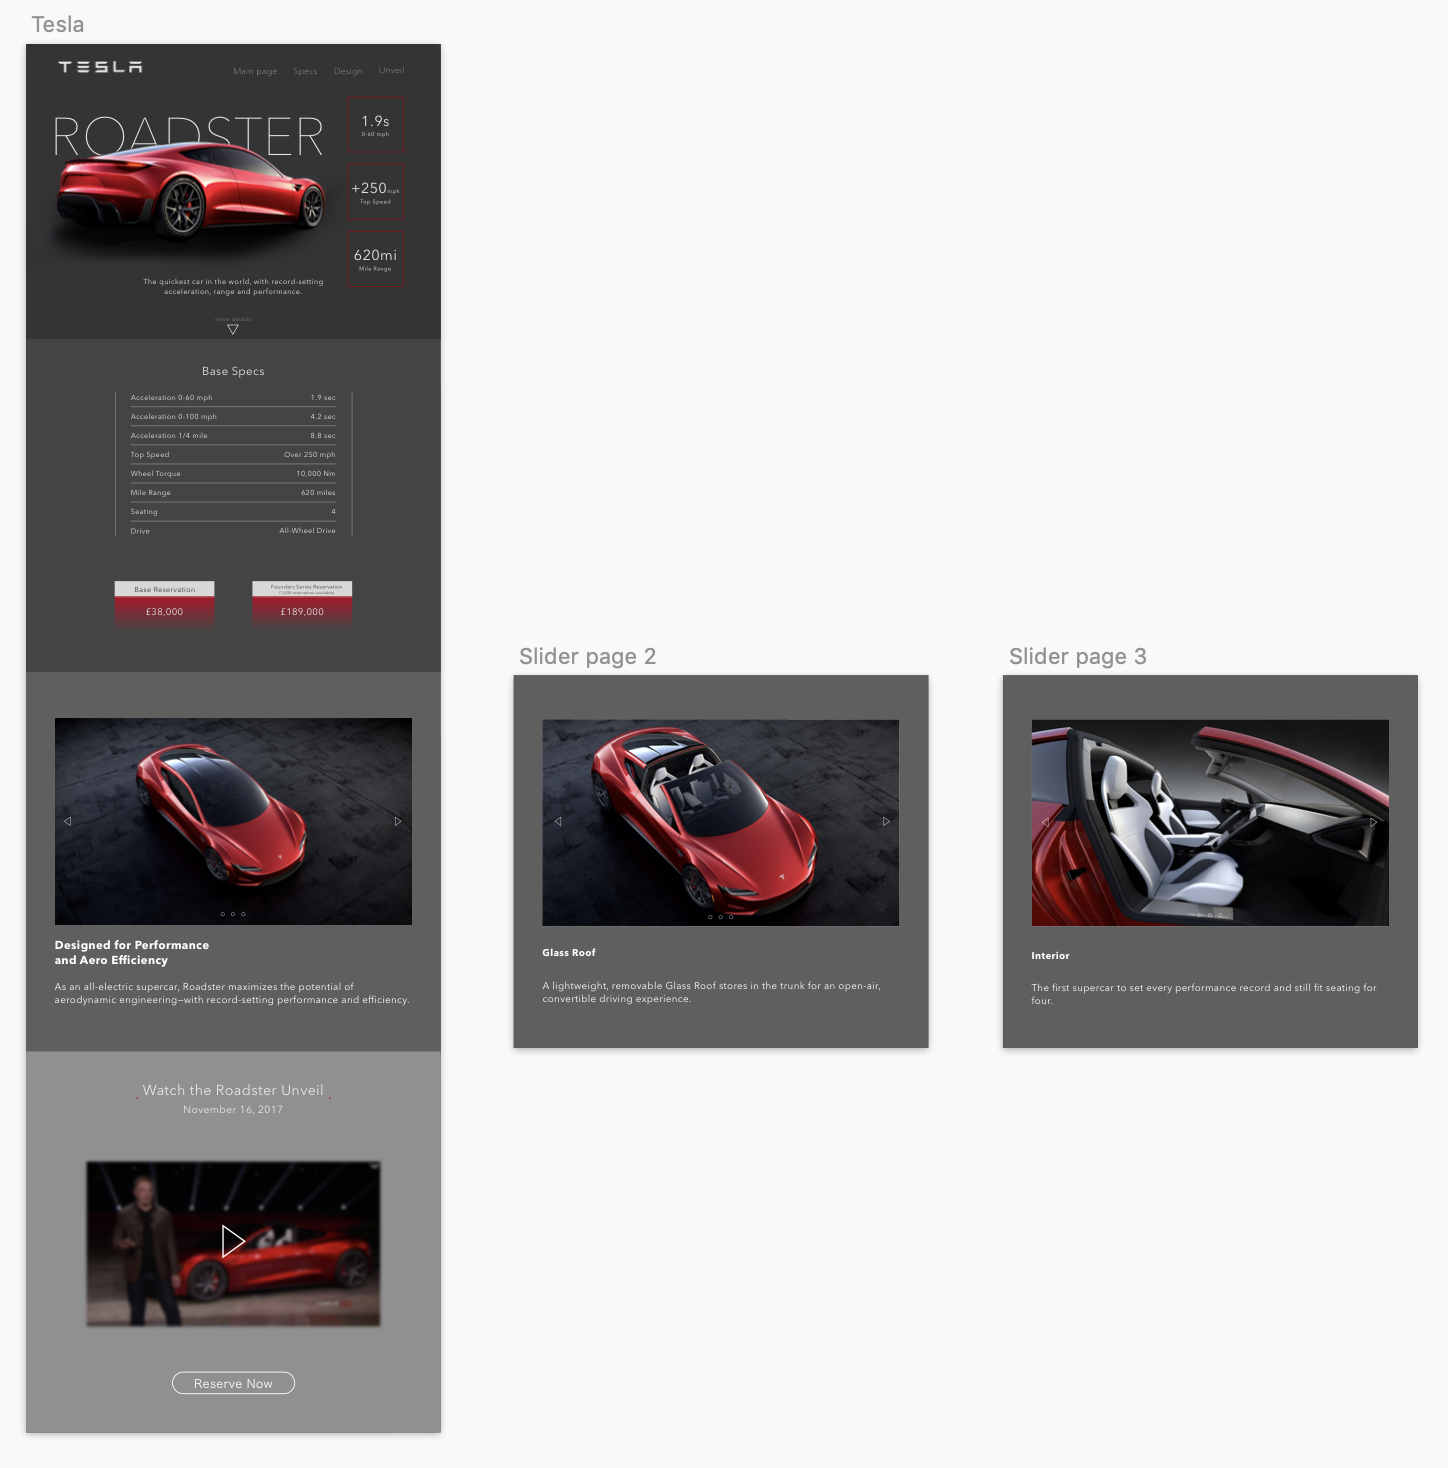 Tesla
TESLA
Main page Specs Design Unveil
ROADSTER
1.9s
0-60 mph
+250mph
Top Speed
620mi
Mile Range
The quickest car in the world, with record-setting
acceleration, range and performance.
more details
Base Specs
Acceleration 0-60 mph 1.9 sec
Acceleration 0-100 mph 4.2 sec
Acceleration 1/4 mile 8.8 sec
Top Speed Over 250 mph
Wheel Torque 10,000 Nm
Mile Range 620 miles
Seating 4
Drive All-Wheel Drive
Base Reservation
£38,000
Founders Series Reservation
(1,000 reservations available)
£189,000
Designed for Performance
and Aero Efficiency
As an all-electric supercar, Roadster maximizes the potential of
aerodynamic engineering—with record-setting performance and efficiency.
Watch the Roadster Unveil
November 16, 2017
Reserve Now
Slider page 2
Glass Roof
A lightweight, removable Glass Roof stores in the trunk for an open-air,
convertible driving experience.
Slider page 3
Interior
The first supercar to set every performance record and still fit seating for
four.